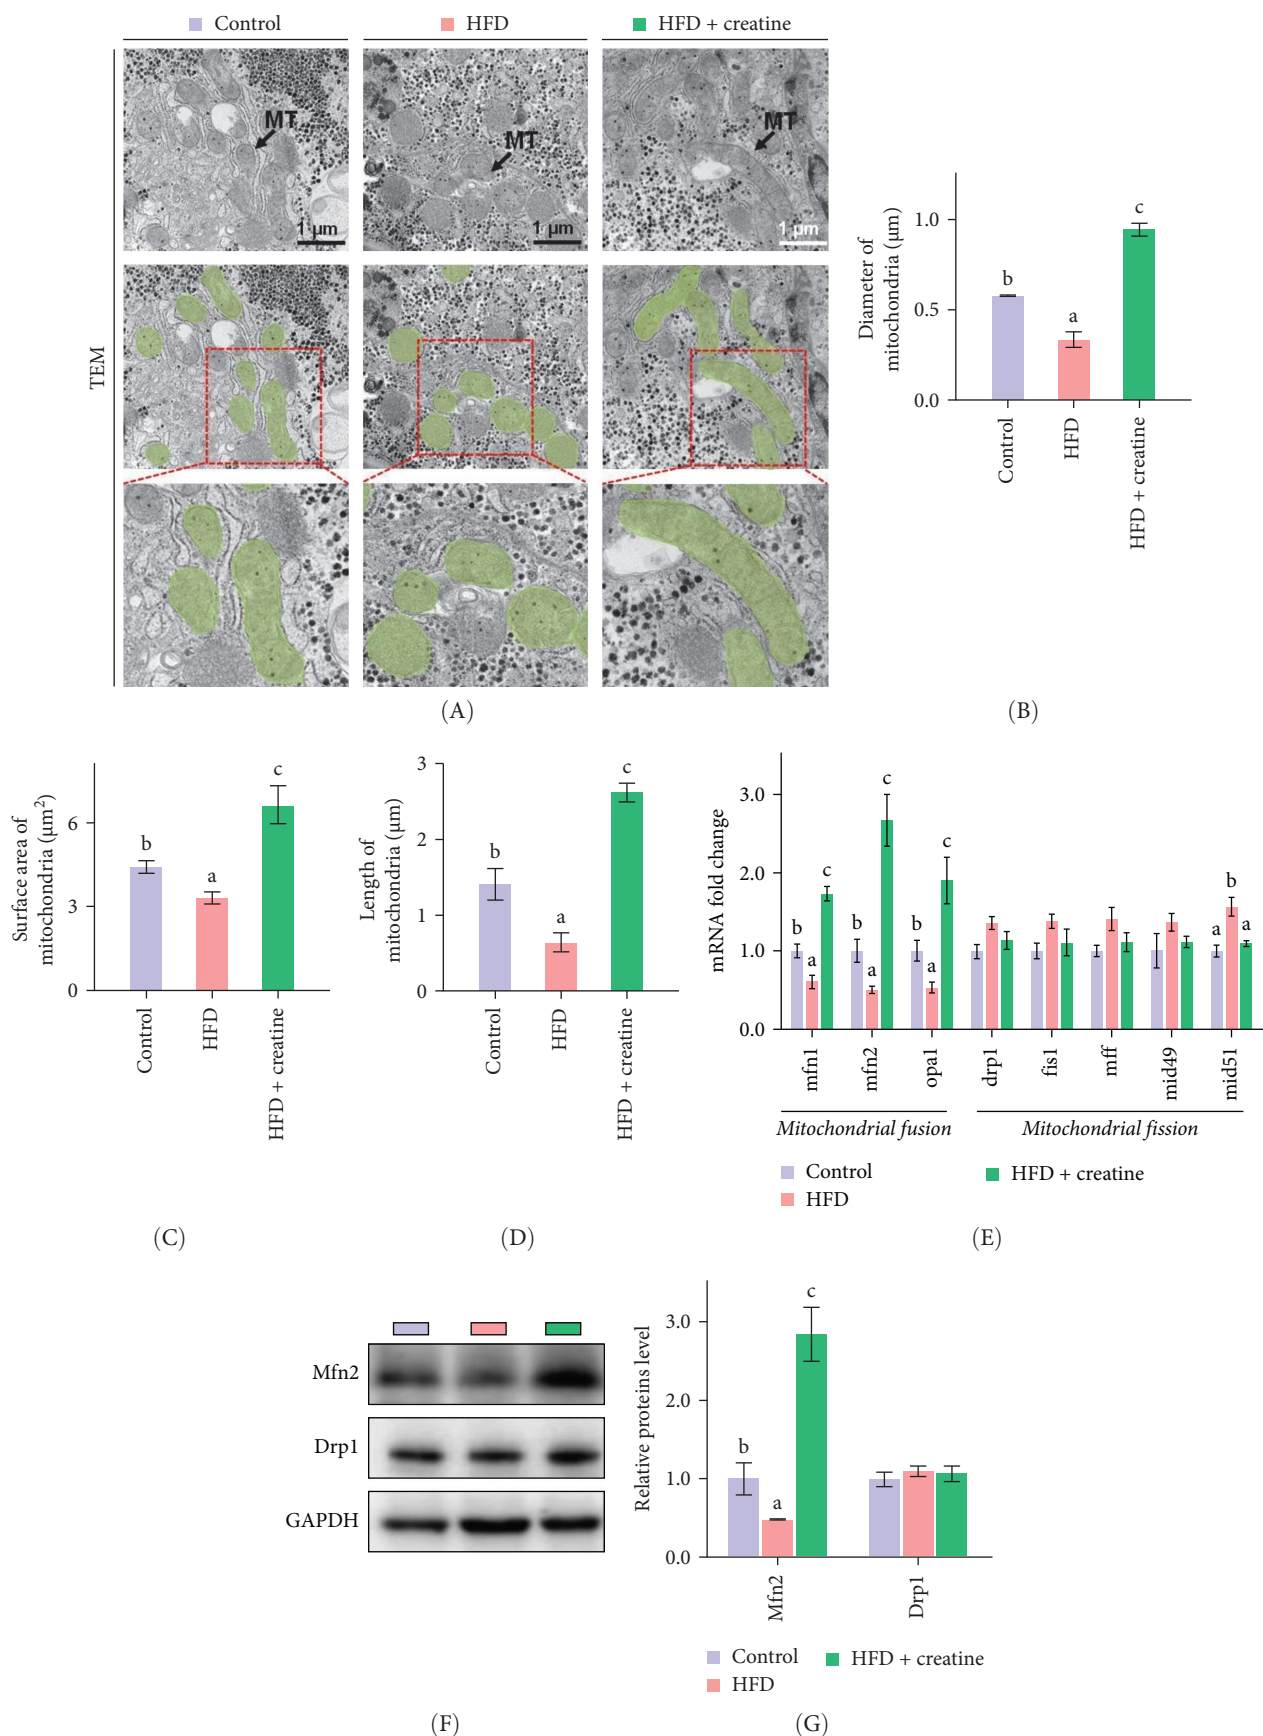 Control
HFD
HFD + creatine
TEM
MT
1 μm
MT
1 μm
MT
1 μm
(A)
Diameter of
mitochondria (μm)
1.0
0.5
0.0
b
a
c
Control
HFD
HFD + creatine
(B)
Surface area of
mitochondria (μm²)
6
3
0
b
a
c
Control
HFD
HFD + creatine
(C)
Length of
mitochondria (μm)
3
2
1
0
b
a
c
Control
HFD
HFD + creatine
(D)
mRNA fold change
3.0
2.0
1.0
0.0
b
a
c
b
a
c
b
a
c
a
b
a
mfn1
mfn2
opa1
drp1
fis1
mff
mid49
mid51
Mitochondrial fusion
Mitochondrial fission
Control
HFD
HFD + creatine
(E)
Mfn2
Drp1
GAPDH
(F)
Relative proteins level
3.0
2.0
1.0
0.0
b
a
c
Mfn2
Drp1
Control
HFD
HFD + creatine
(G)